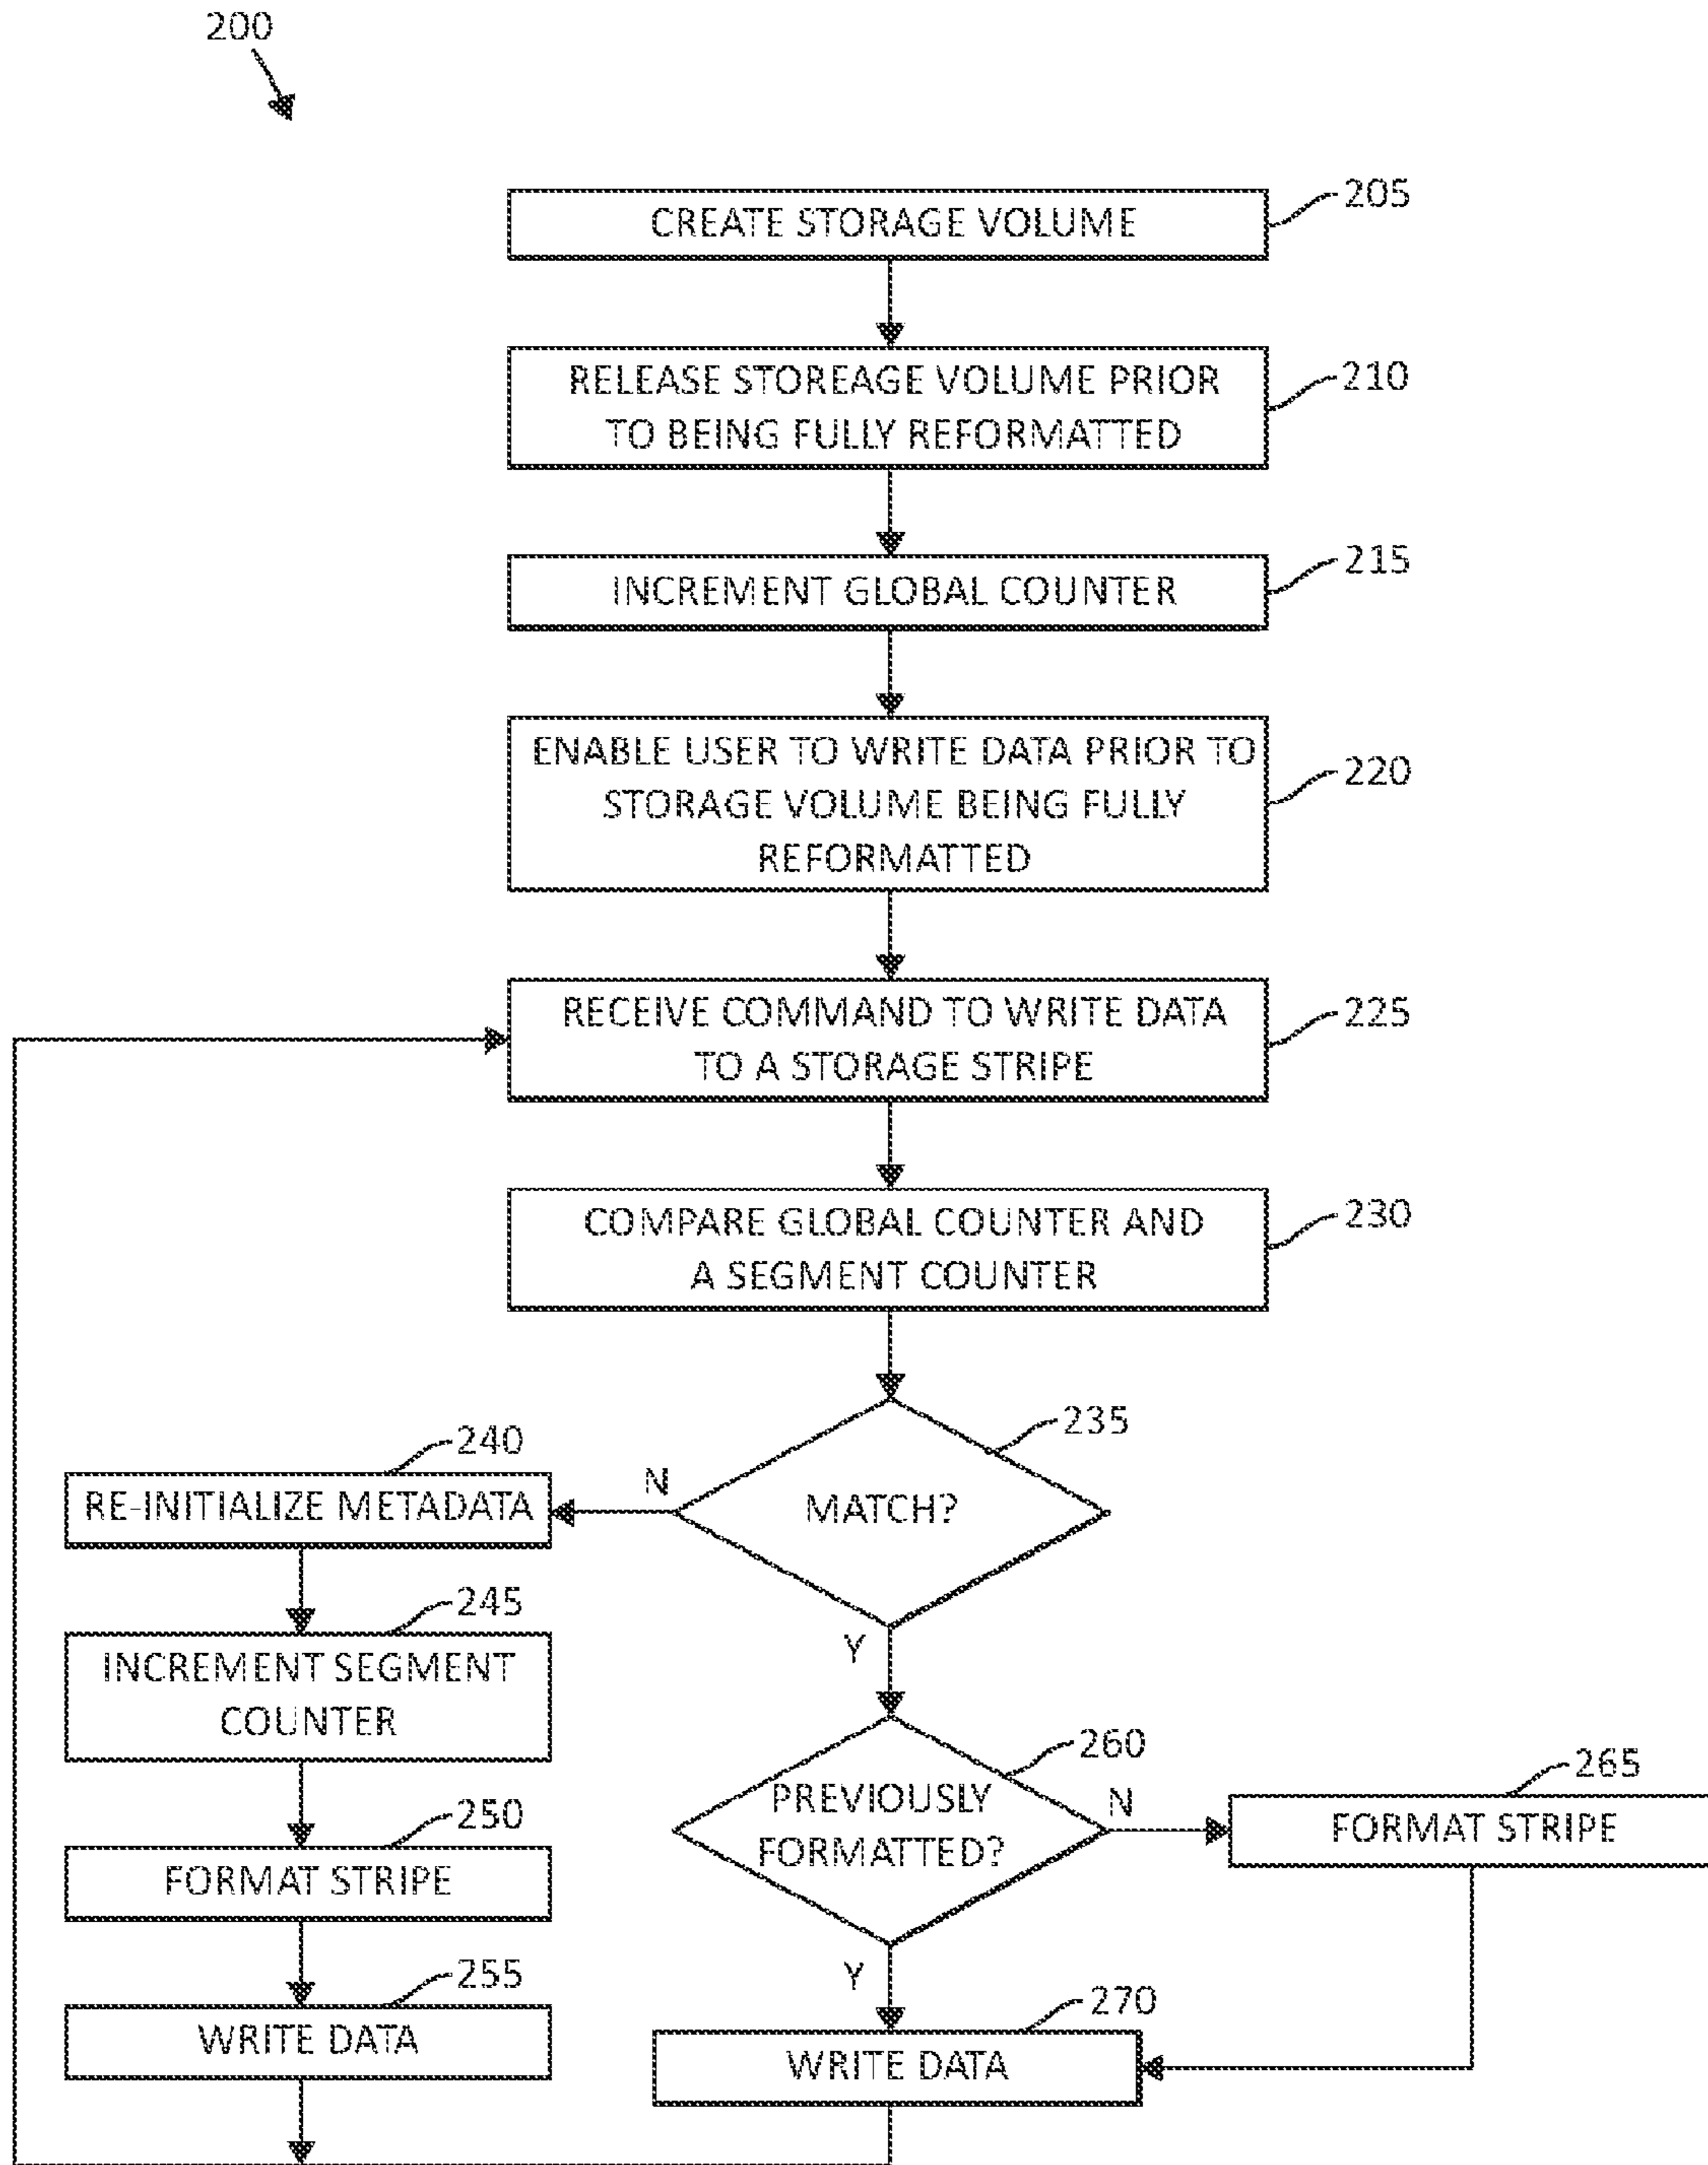 200
CREATE STORAGE VOLUME
205
RELEASE STOREAGE VOLUME PRIOR
TO BEING FULLY REFORMATTED
210
INCREMENT GLOBAL COUNTER
215
ENABLE USER TO WRITE DATA PRIOR TO
STORAGE VOLUME BEING FULLY
REFORMATTED
220
RECEIVE COMMAND TO WRITE DATA
TO A STORAGE STRIPE
225
COMPARE GLOBAL COUNTER AND
A SEGMENT COUNTER
230
235
MATCH?
N
Y
240
RE-INITIALIZE METADATA
245
INCREMENT SEGMENT
COUNTER
250
FORMAT STRIPE
255
WRITE DATA
260
PREVIOUSLY
FORMATTED?
N
Y
265
FORMAT STRIPE
270
WRITE DATA